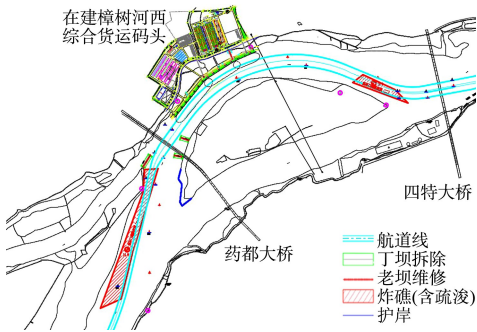 在建樟树河西
综合货运码头
四特大桥
药都大桥
航道线
丁坝拆除
老坝维修
炸礁(含疏浚)
护岸